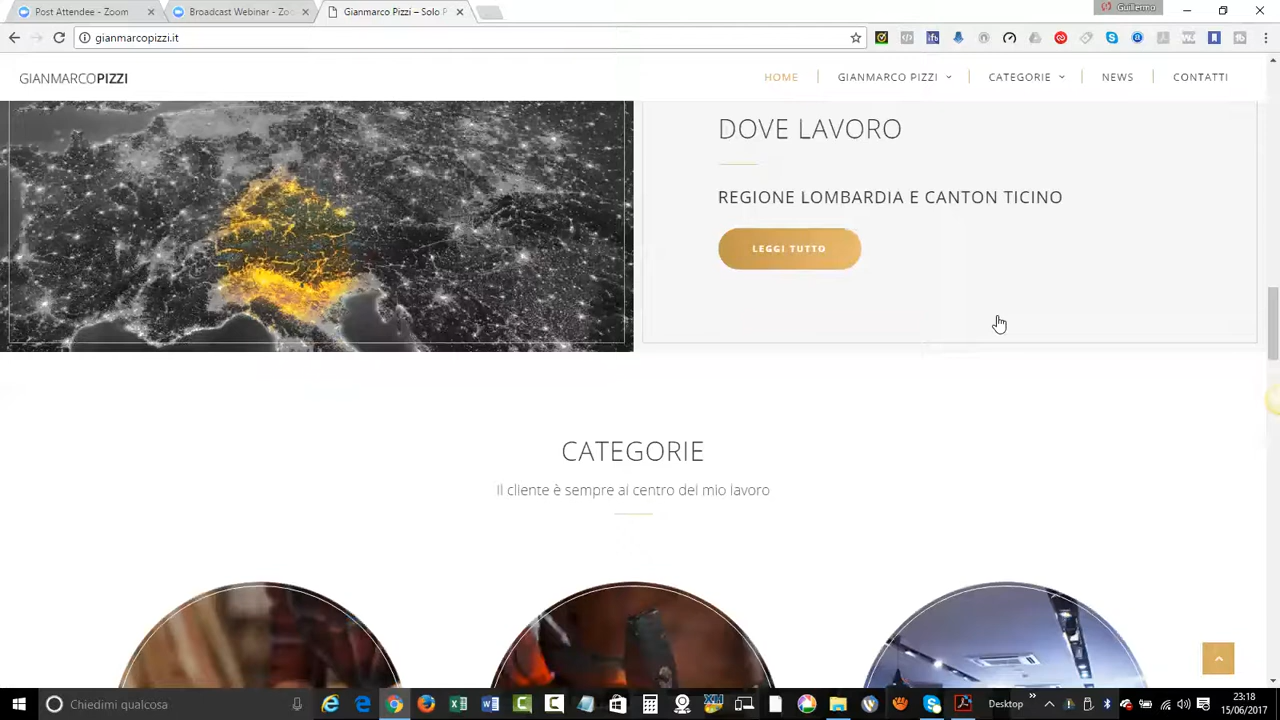 Post Attendee - Zoom
Broadcast Webinar - Zo
Gianmarco Pizzi – Solo P
Guillermo
gianmarcopizzi.it
GIANMARCOPIZZI
HOME
GIANMARCO PIZZI
CATEGORIE
NEWS
CONTATTI
DOVE LAVORO
REGIONE LOMBARDIA E CANTON TICINO
LEGGI TUTTO
CATEGORIE
Il cliente è sempre al centro del mio lavoro
Chiedimi qualcosa
Desktop
23:18
15/06/2017